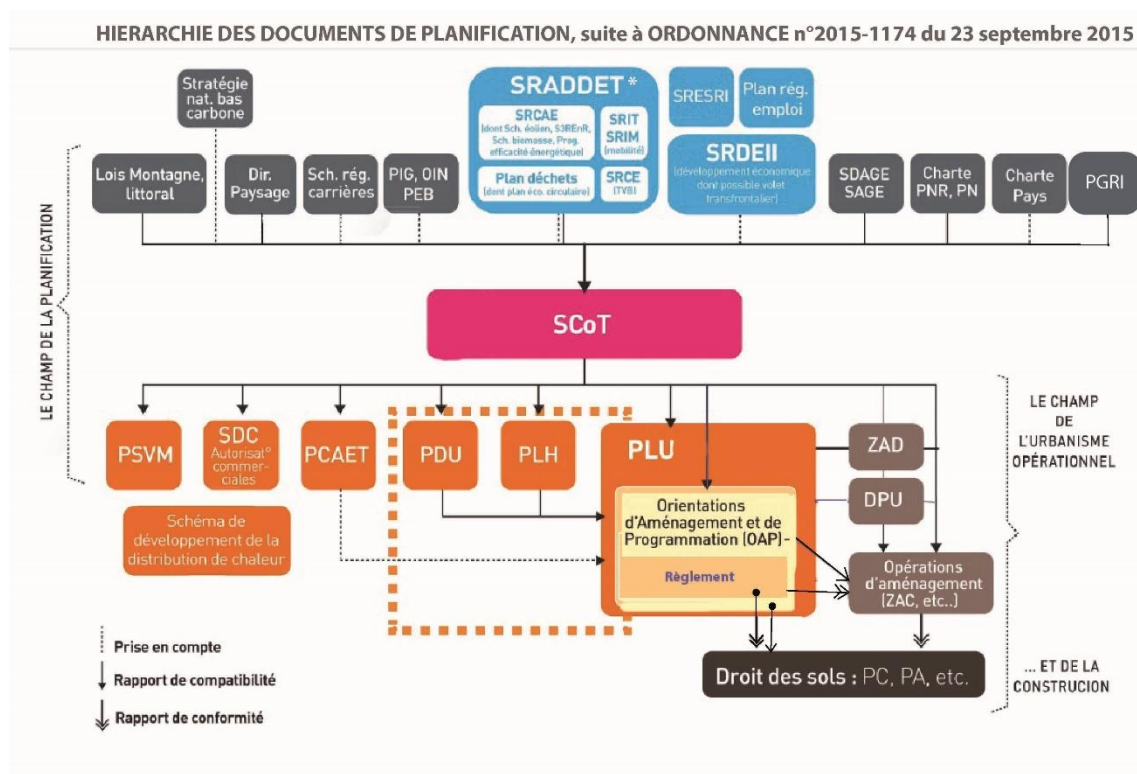 HIERARCHIE DES DOCUMENTS DE PLANIFICATION, suite à ORDONNANCE n°2015-1174 du 23 septembre 2015
Stratégie
nat. bas
carbone
SRADDET *
SRCAE
(dont Sch. éolien, S3REnR,
Sch. biomasse, Prog.
efficacité énergétique)
SRIT
SRIM
(mobilité)
Plan déchets
(dont plan éco. circulaire)
SRCE
(TVB)
SRESRI
Plan rég.
emploi
SRDEII
(développement économique
dont possible volet
transfrontalier)
Lois Montagne,
littoral
Dir.
Paysage
Sch. rég.
carrières
PIG, OIN
PEB
SDAGE
SAGE
Charte
PNR, PN
Charte
Pays
PGRI
LE CHAMP DE LA PLANIFICATION
SCoT
PSVM
SDC
Autorisat°
commer-
ciales
PCAET
PDU
PLH
PLU
ZAD
DPU
LE CHAMP
DE
L'URBANISME
OPÉRATIONNEL
Schéma de
développement de la
distribution de chaleur
Orientations
d'Aménagement et de
Programmation (OAP)-
Règlement
Opérations
d'aménagement
(ZAC, etc..)
Droit des sols : PC, PA, etc.
... ET DE LA
CONSTRUCION
Prise en compte
Rapport de compatibilité
Rapport de conformité